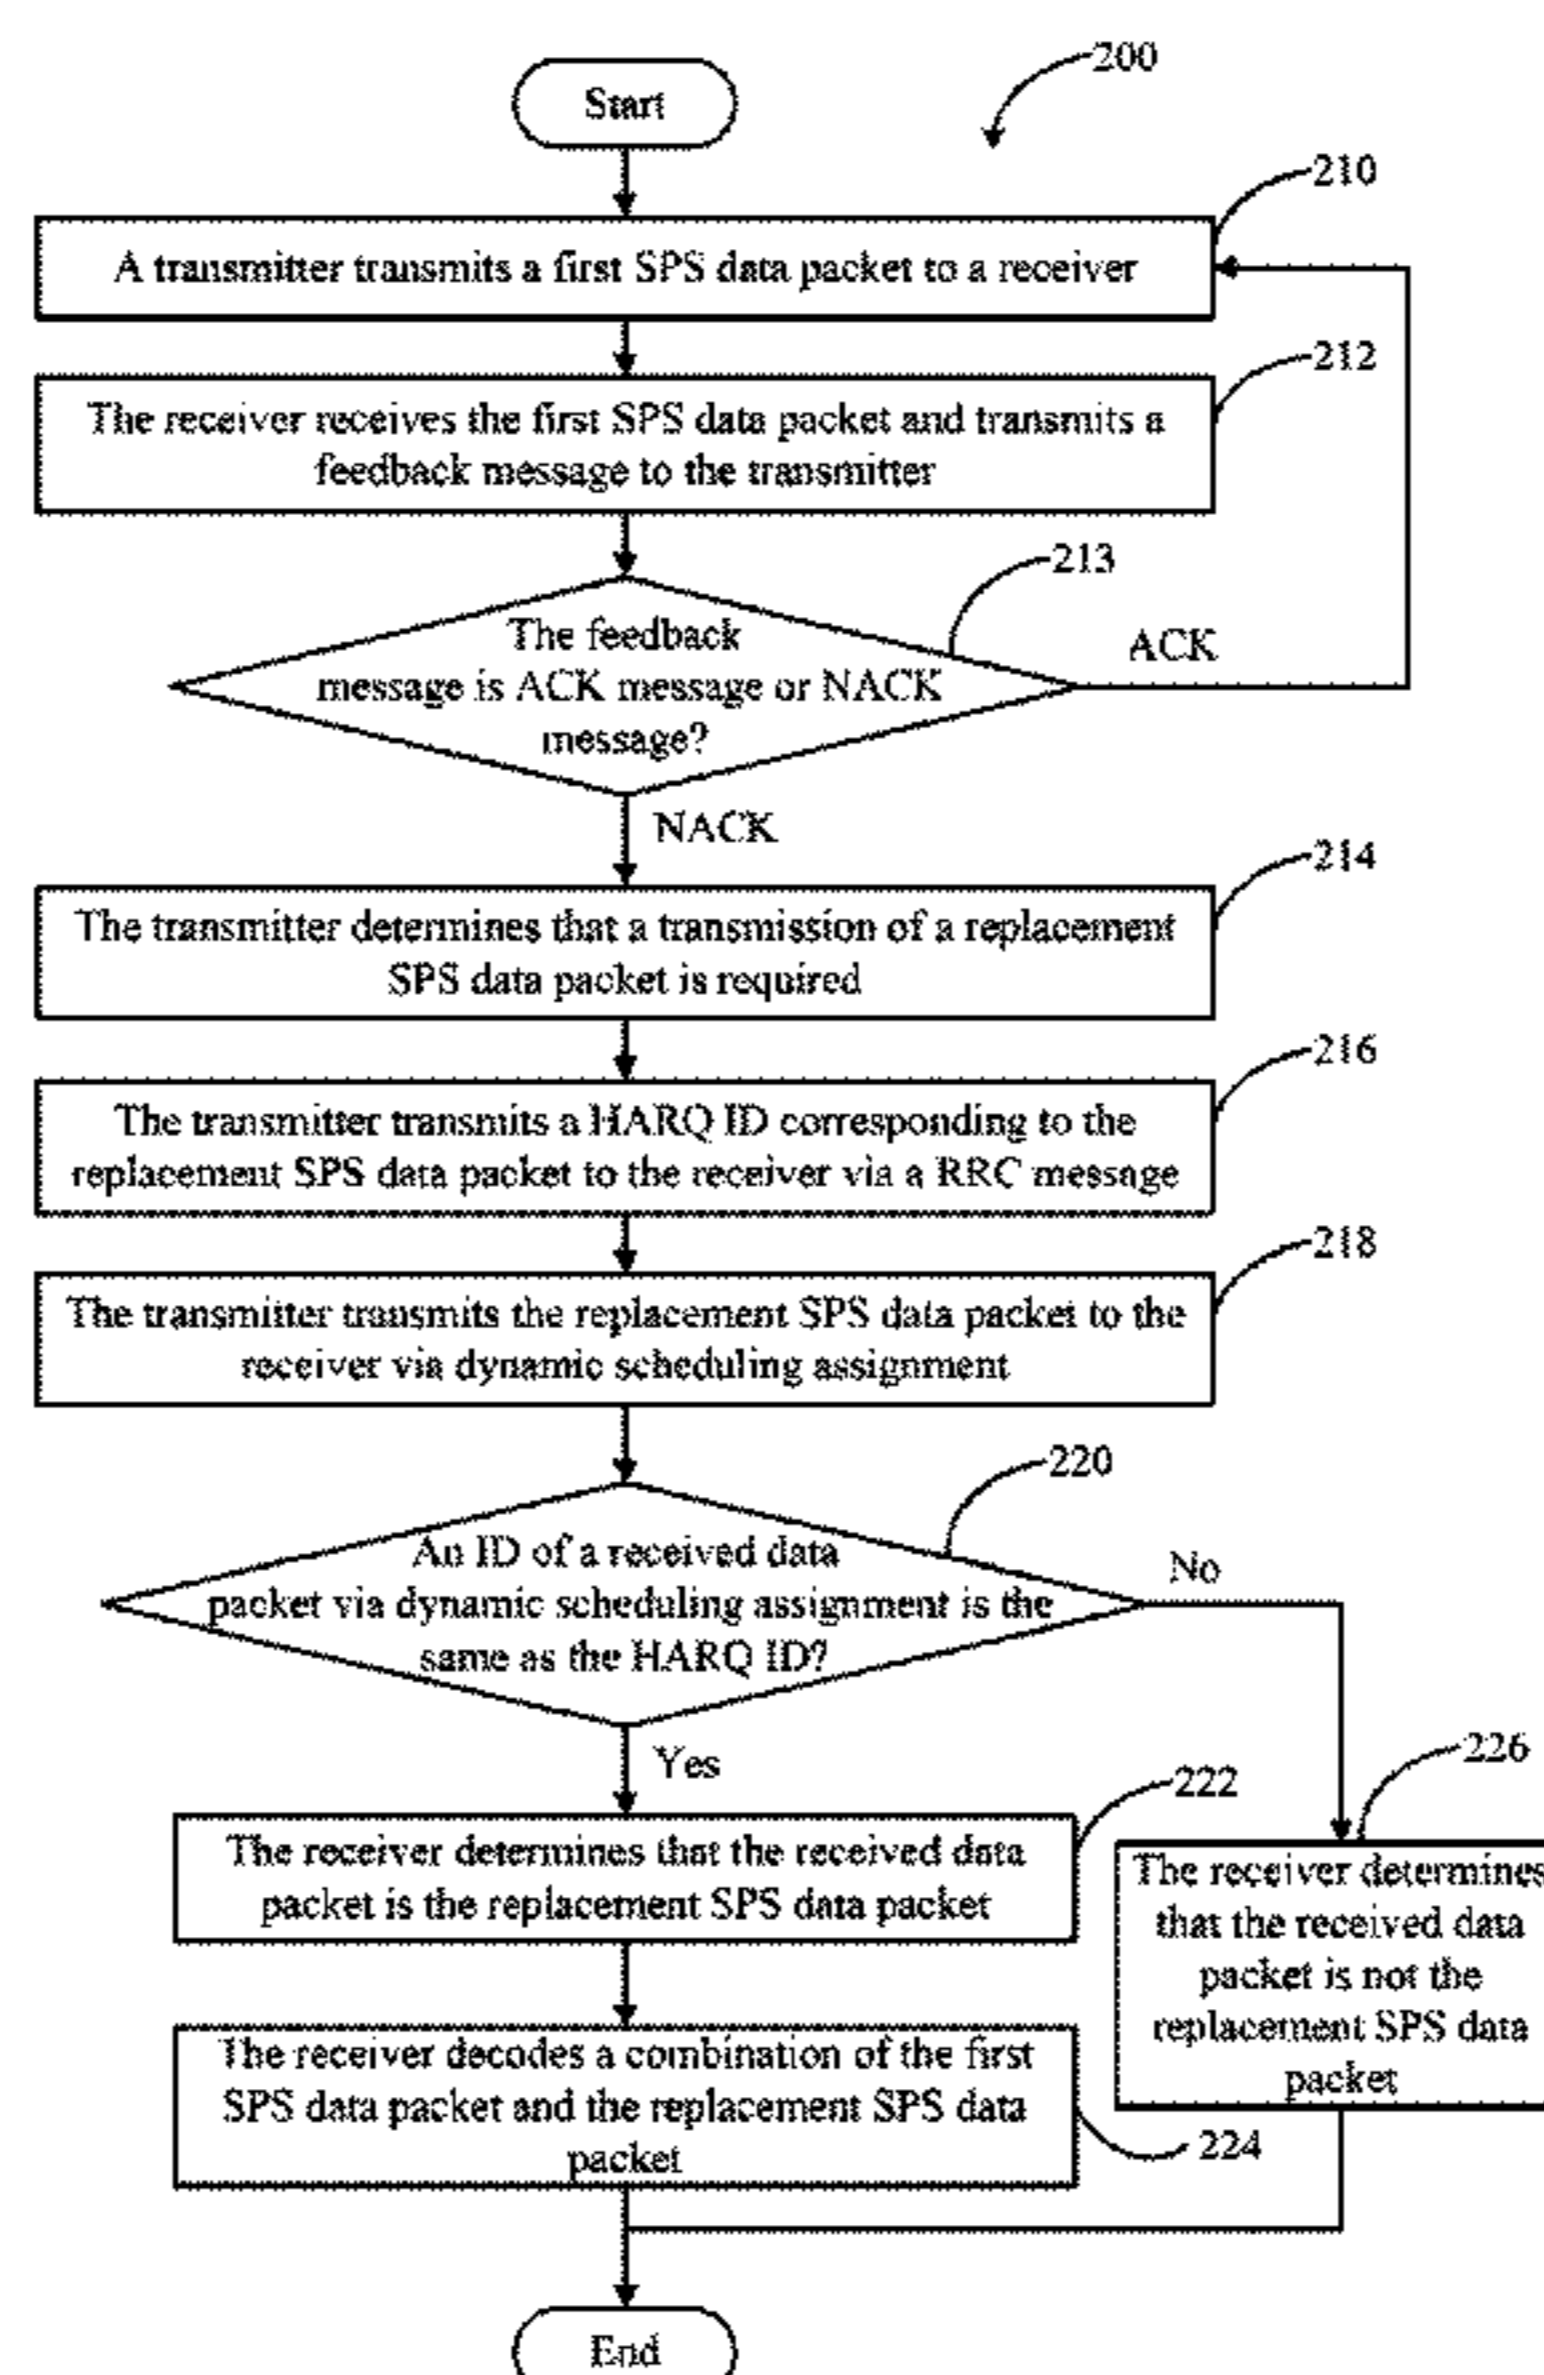 200
Start
210
A transmitter transmits a first SPS data packet to a receiver
212
The receiver receives the first SPS data packet and transmits a
feedback message to the transmitter
213
The feedback
message is ACK message or NACK
message?
ACK
NACK
214
The transmitter determines that a transmission of a replacement
SPS data packet is required
216
The transmitter transmits a HARQ ID corresponding to the
replacement SPS data packet to the receiver via a RRC message
218
The transmitter transmits the replacement SPS data packet to the
receiver via dynamic scheduling assignment
220
An ID of a received data
packet via dynamic scheduling assignment is the
same as the HARQ ID?
No
Yes
222
The receiver determines that the received data
packet is the replacement SPS data packet
226
The receiver determines
that the received data
packet is not the
replacement SPS data
packet
The receiver decodes a combination of the first
SPS data packet and the replacement SPS data
packet
224
End